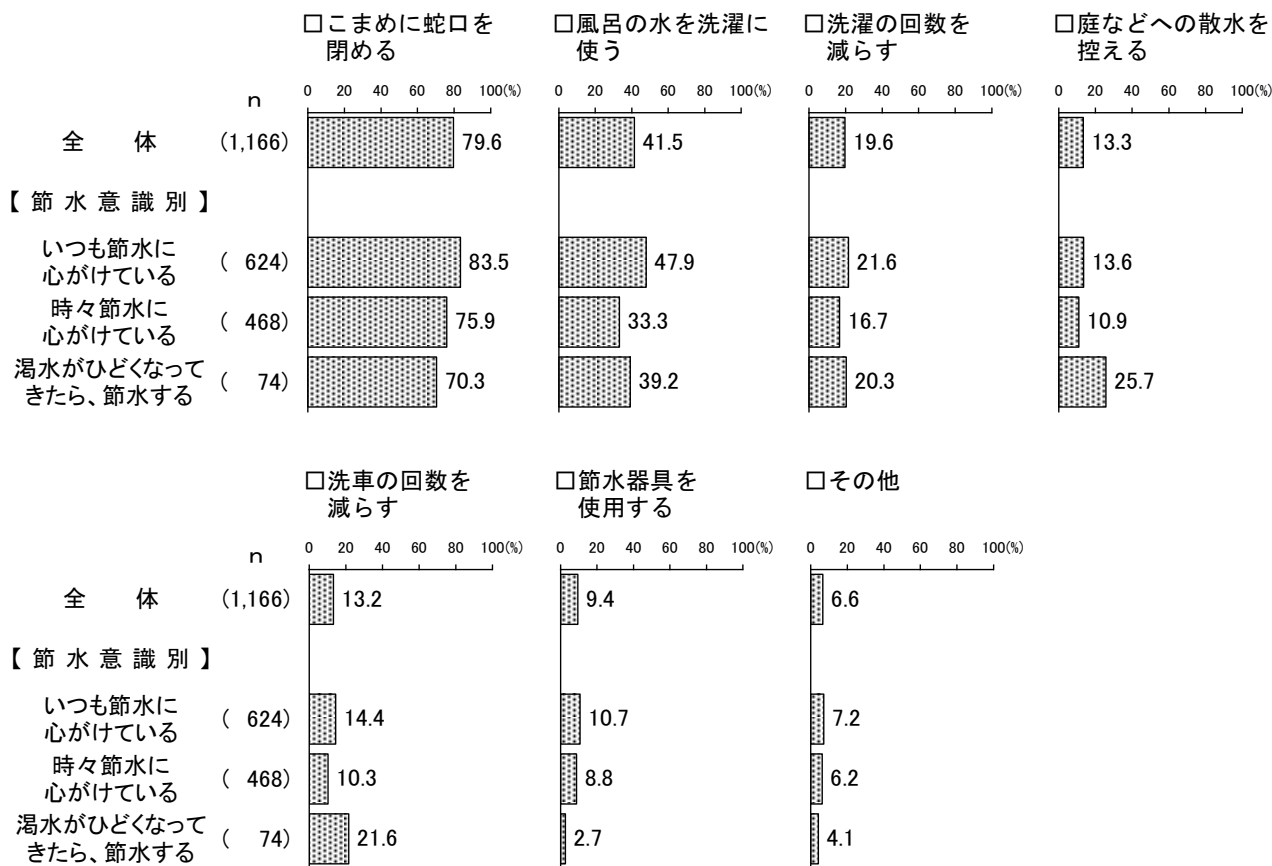 □こまめに蛇口を
閉める
□風呂の水を洗濯に
使う
□洗濯の回数を
減らす
□庭などへの散水を
控える
n
0 20 40 60 80 100(%)
0 20 40 60 80 100(%)
0 20 40 60 80 100(%)
0 20 40 60 80 100(%)
全 体 (1,166) 79.6 41.5 19.6 13.3
【節水意識別】
いつも節水に
心がけている ( 624) 83.5 47.9 21.6 13.6
時々節水に
心がけている ( 468) 75.9 33.3 16.7 10.9
渇水がひどくなって
きたら、節水する ( 74) 70.3 39.2 20.3 25.7
□洗車の回数を
減らす
□節水器具を
使用する
□その他
n
0 20 40 60 80 100(%)
0 20 40 60 80 100(%)
0 20 40 60 80 100(%)
全 体 (1,166) 13.2 9.4 6.6
【節水意識別】
いつも節水に
心がけている ( 624) 14.4 10.7 7.2
時々節水に
心がけている ( 468) 10.3 8.8 6.2
渇水がひどくなって
きたら、節水する ( 74) 21.6 2.7 4.1